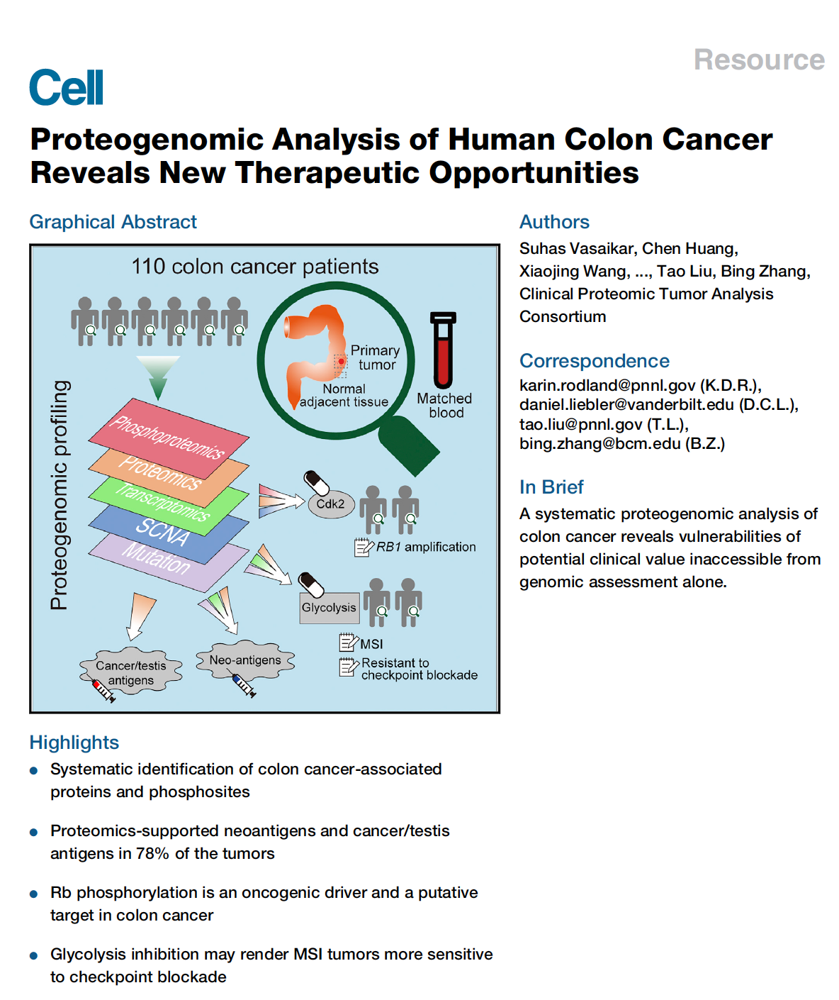 Resource
Cell
Proteogenomic Analysis of Human Colon Cancer
Reveals New Therapeutic Opportunities
Graphical Abstract
110 colon cancer patients
Primary
tumor
Normal
adjacent tissue
Matched
blood
Proteogenomic profiling
Phosphoproteomics
Proteomics
Transcriptomics
SCNA
Mutation
Cdk2
RB1 amplification
Glycolysis
MSI
Resistant to
checkpoint blockade
Cancer/testis
antigens
Neo-antigens
Authors
Suhas Vasaikar, Chen Huang,
Xiaojing Wang, ..., Tao Liu, Bing Zhang,
Clinical Proteomic Tumor Analysis
Consortium
Correspondence
karin.rodland@pnnl.gov (K.D.R.),
daniel.liebler@vanderbilt.edu (D.C.L.),
tao.liu@pnnl.gov (T.L.),
bing.zhang@bcm.edu (B.Z.)
In Brief
A systematic proteogenomic analysis of
colon cancer reveals vulnerabilities of
potential clinical value inaccessible from
genomic assessment alone.
Highlights
● Systematic identification of colon cancer-associated
proteins and phosphosites
● Proteomics-supported neoantigens and cancer/testis
antigens in 78% of the tumors
● Rb phosphorylation is an oncogenic driver and a putative
target in colon cancer
● Glycolysis inhibition may render MSI tumors more sensitive
to checkpoint blockade